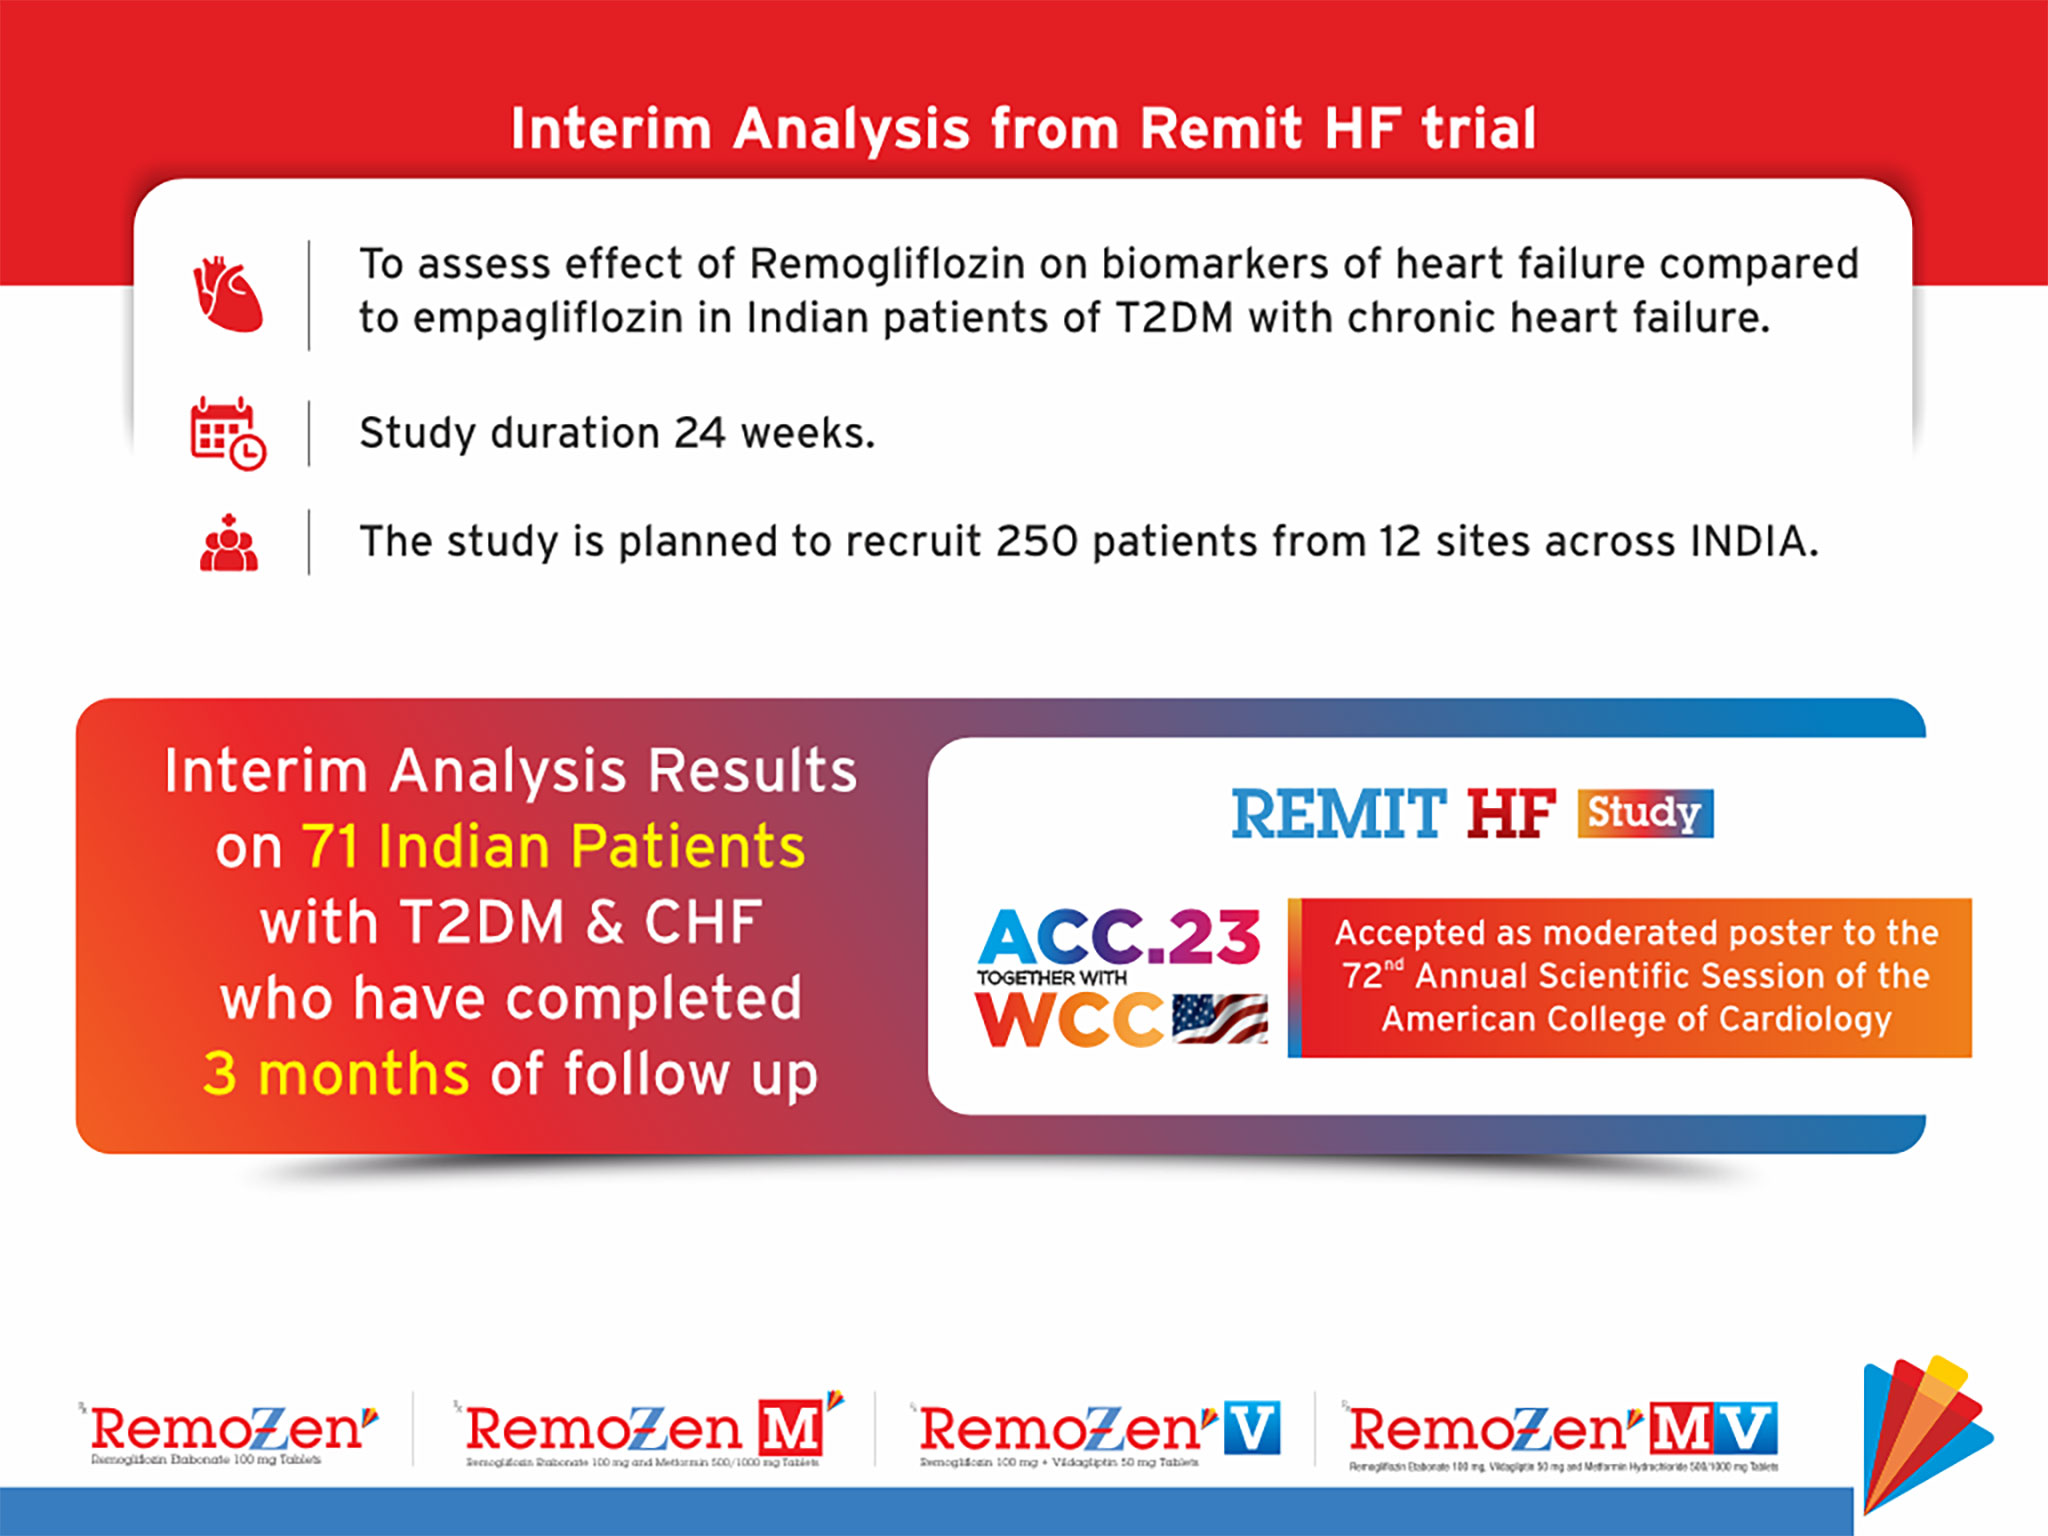 Interim Analysis from Remit HF trial
To assess effect of Remogliflozin on biomarkers of heart failure compared
to empagliflozin in Indian patients of T2DM with chronic heart failure.
Study duration 24 weeks.
The study is planned to recruit 250 patients from 12 sites across INDIA.
Interim Analysis Results
on 71 Indian Patients
with T2DM & CHF
who have completed
3 months of follow up
REMIT HF Study
ACC.23
TOGETHER WITH
WCC
Accepted as moderated poster to the
72nd Annual Scientific Session of the
American College of Cardiology
RemoZen
Remogliflozin Etabonate 100 mg Tablets
RemoZen M
Remogliflozin Etabonate 100 mg and Metformin 500/1000 mg Tablets
RemoZen V
Remogliflozin 100 mg + Vildagliptin 50 mg Tablets
RemoZen MV
Remogliflozin Etabonate 100 mg, Vildagliptin 50 mg and Metformin Hydrochloride 500/1000 mg Tablets